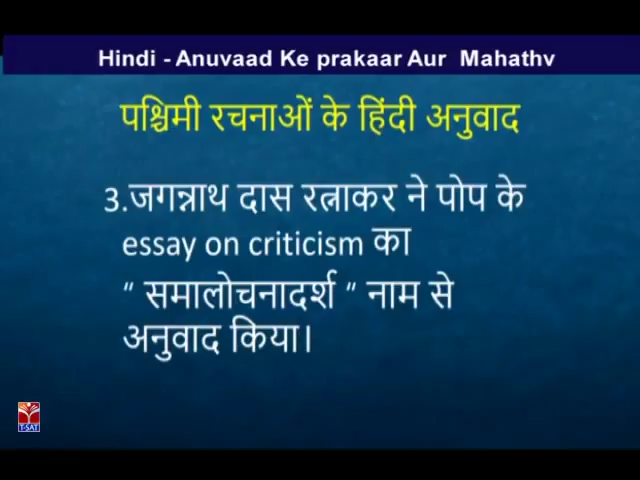 Hindi - Anuvaad Ke prakaar Aur Mahathv
पश्चिमी रचनाओं के हिंदी अनुवाद
3.जगन्नाथ दास रत्नाकर ने पोप के
essay on criticism का
“ समालोचनादर्श ” नाम से
अनुवाद किया।
T-SAT